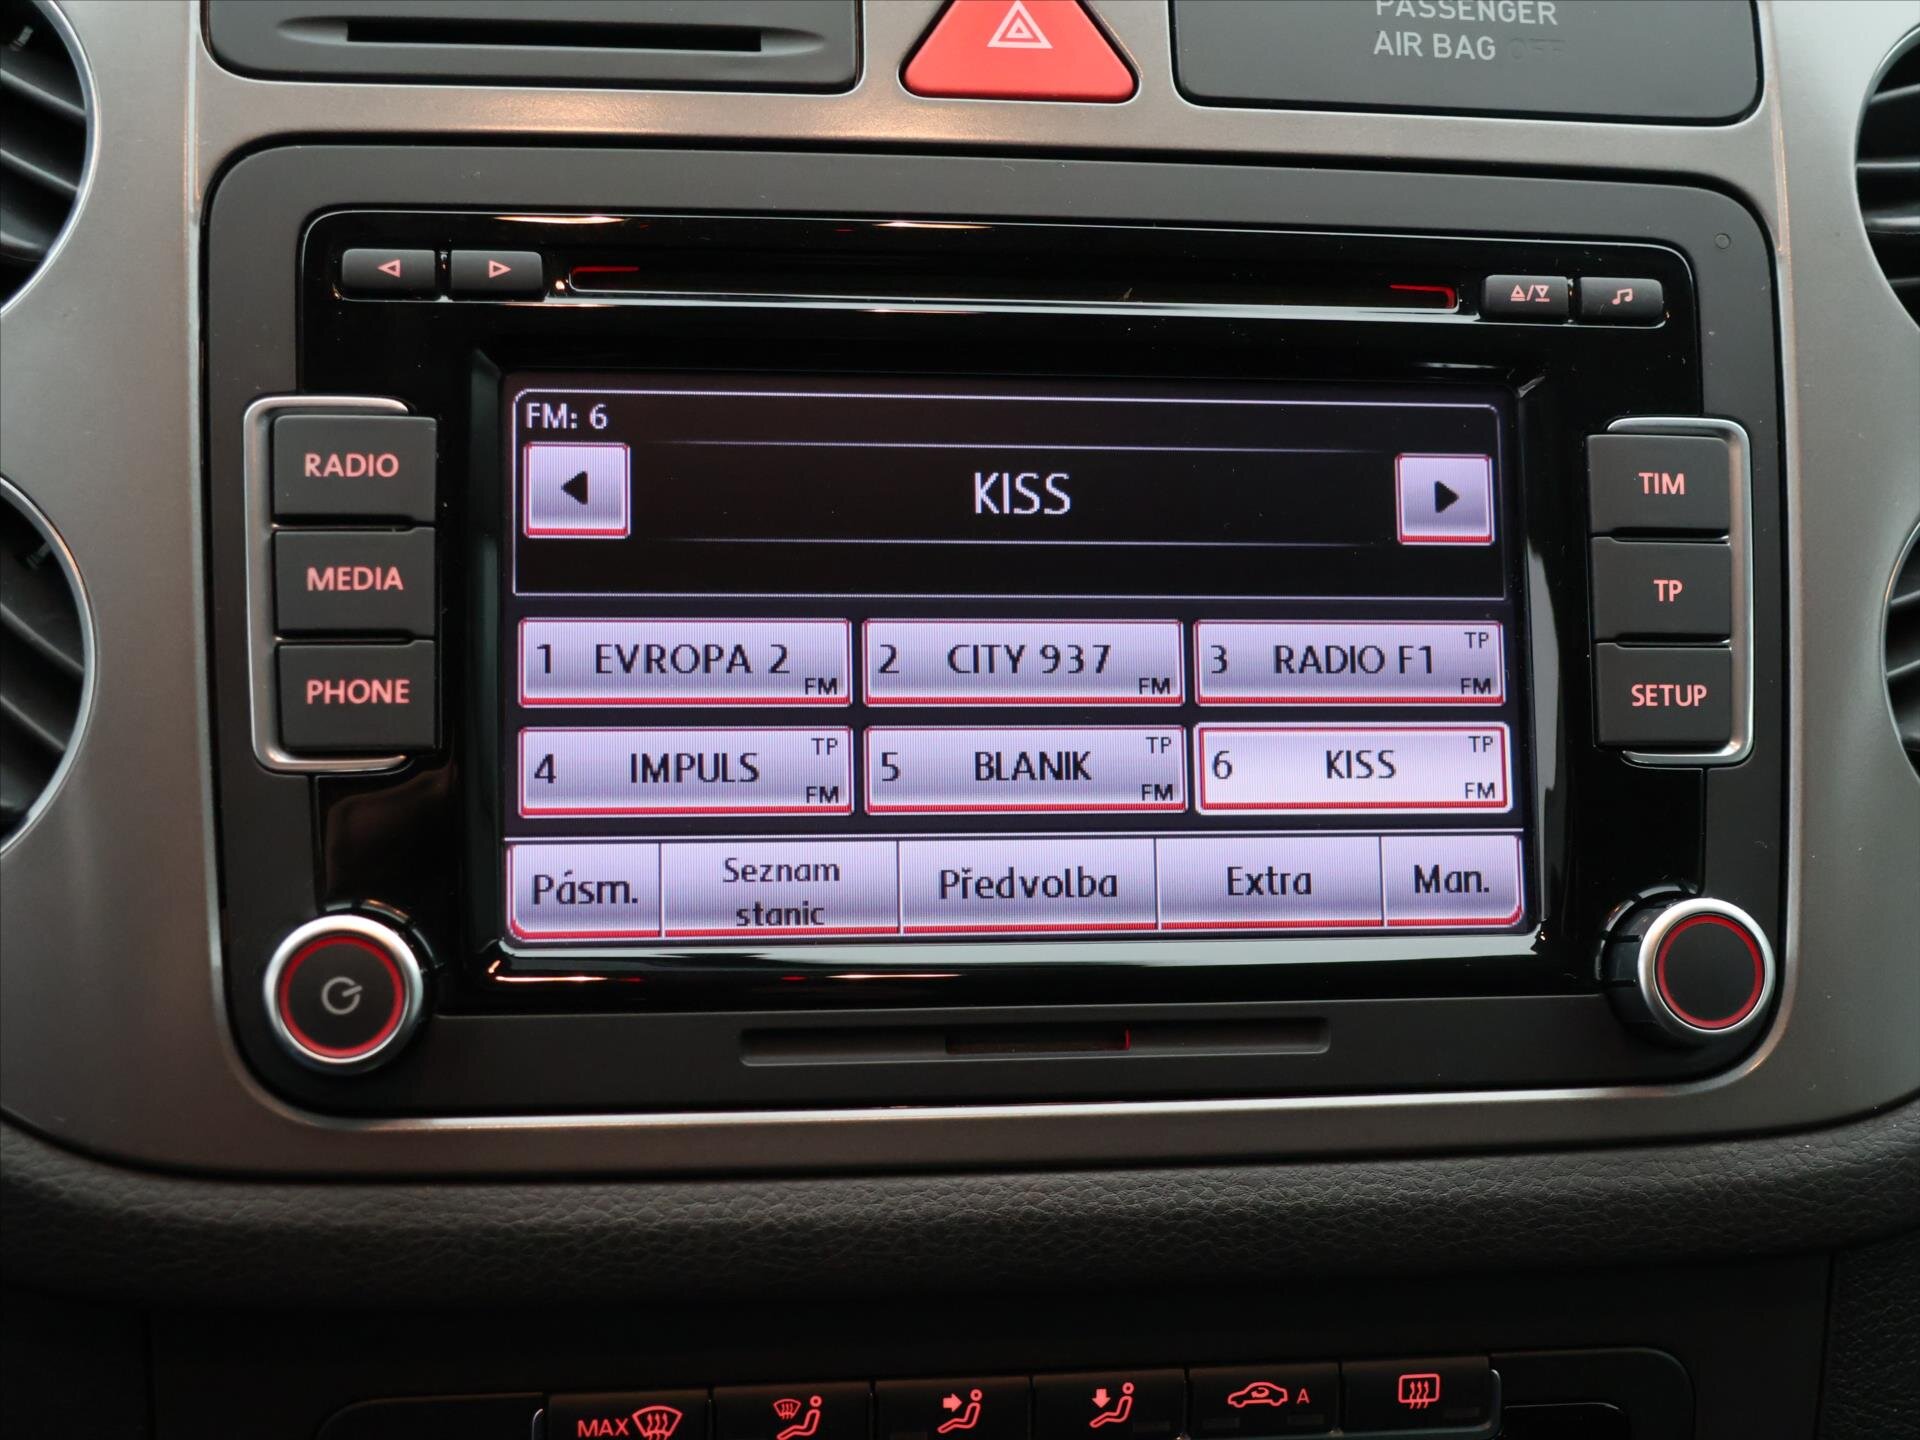 PASSENGER
AIR BAG OFF
FM: 6
KISS
RADIO
MEDIA
PHONE
TIM
TP
SETUP
1 EVROPA 2 FM
2 CITY 937 FM
3 RADIO F1 TP FM
4 IMPULS TP FM
5 BLANIK TP FM
6 KISS TP FM
Pásm.
Seznam
stanic
Předvolba
Extra
Man.
MAX
A